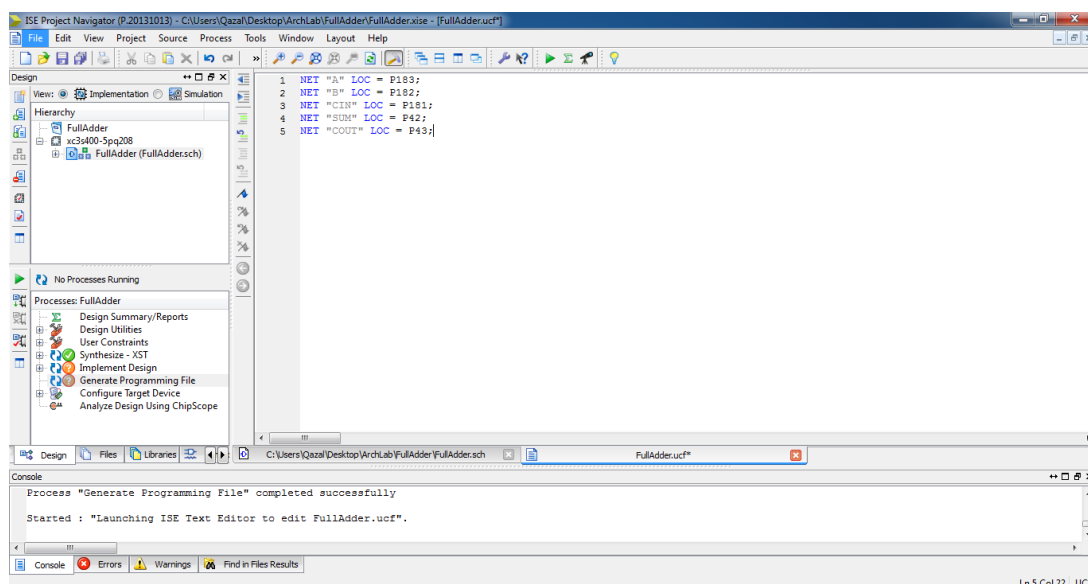 ISE Project Navigator (P.20131013) - C:\Users\Qazal\Desktop\ArchLab\FullAdder\FullAdder.xise - [FullAdder.ucf*]
File Edit View Project Source Process Tools Window Layout Help
Design
View: Implementation Simulation
Hierarchy
FullAdder
xc3s400-5pq208
FullAdder (FullAdder.sch)
1 NET "A" LOC = P183;
2 NET "B" LOC = P182;
3 NET "CIN" LOC = P181;
4 NET "SUM" LOC = P42;
5 NET "COUT" LOC = P43;
No Processes Running
Processes: FullAdder
Design Summary/Reports
Design Utilities
User Constraints
Synthesize - XST
Implement Design
Generate Programming File
Configure Target Device
Analyze Design Using ChipScope
Design Files Libraries
C:\Users\Qazal\Desktop\ArchLab\FullAdder\FullAdder.sch
FullAdder.ucf*
Console
Process "Generate Programming File" completed successfully
Started : "Launching ISE Text Editor to edit FullAdder.ucf".
Console Errors Warnings Find in Files Results
Ln 5 Col 22